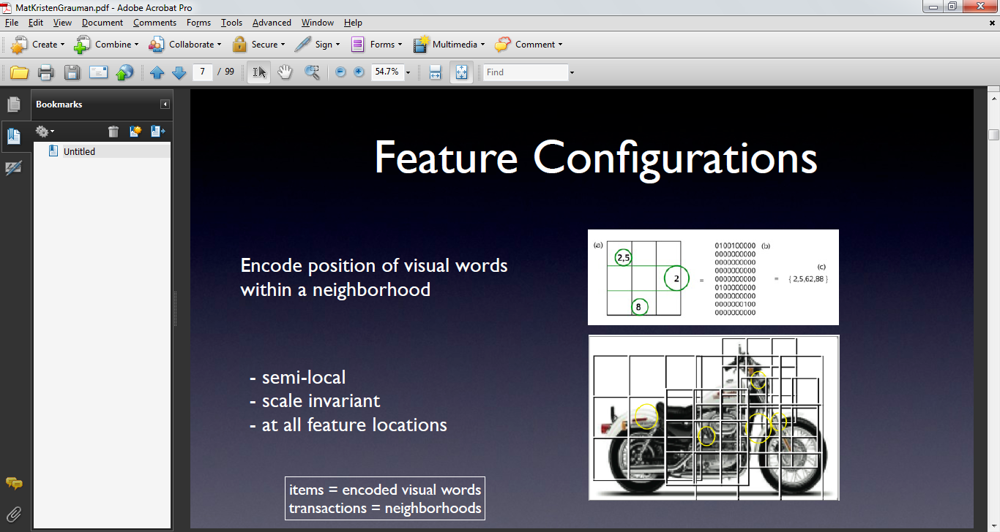 MatKristenGrauman.pdf - Adobe Acrobat Pro
File Edit View Document Comments Forms Tools Advanced Window Help
Create Combine Collaborate Secure Sign Forms Multimedia Comment
7 / 99 54.7% Find
Bookmarks
Untitled
Feature Configurations
Encode position of visual words
within a neighborhood
- semi-local
- scale invariant
- at all feature locations
items = encoded visual words
transactions = neighborhoods
(a)
2,5
2
8
=
0100100000 (b)
0000000000
0000000000
0000000000
0000000000
0100000000
0000000000
0000000100
0000000000
(c)
= { 2,5,62,88 }